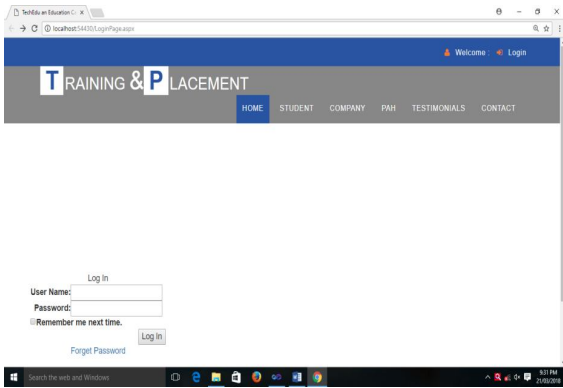 TechEdu an Education Co
localhost:54430/LoginPage.aspx
Welcome : Login
TRAINING & PLACEMENT
HOME STUDENT COMPANY PAH TESTIMONIALS CONTACT
Log In
User Name:
Password:
Remember me next time.
Log In
Forget Password
Search the web and Windows
9:31 PM
21/03/2018